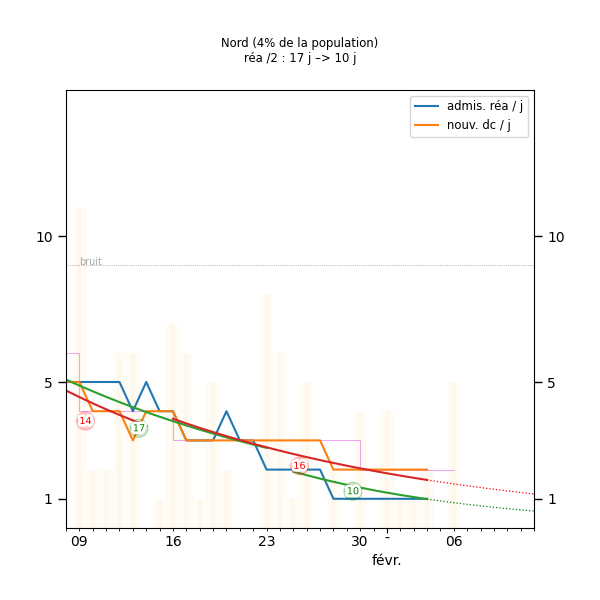 Nord (4% de la population)
réa /2 : 17 j –> 10 j
admis. réa / j
nouv. dc / j
10
10
bruit
5
5
14
17
16
10
1
1
09
16
23
30
-
06
févr.